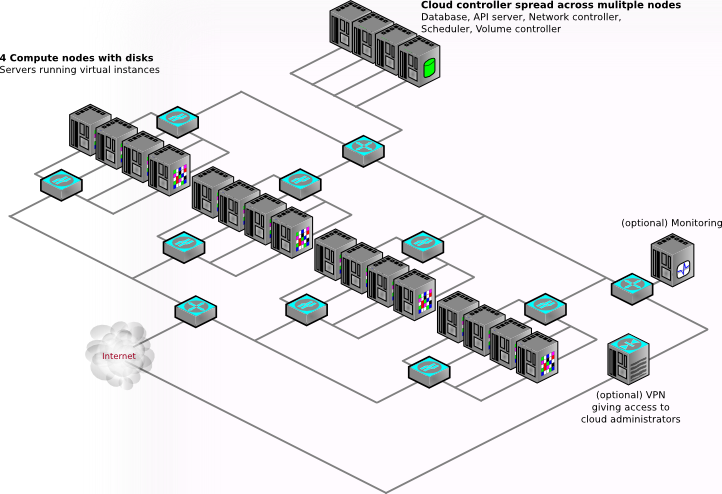 Cloud controller spread across mulitple nodes
Database, API server, Network controller,
Scheduler, Volume controller
4 Compute nodes with disks
Servers running virtual instances
(optional) Monitoring
Internet
(optional) VPN
giving access to
cloud administrators